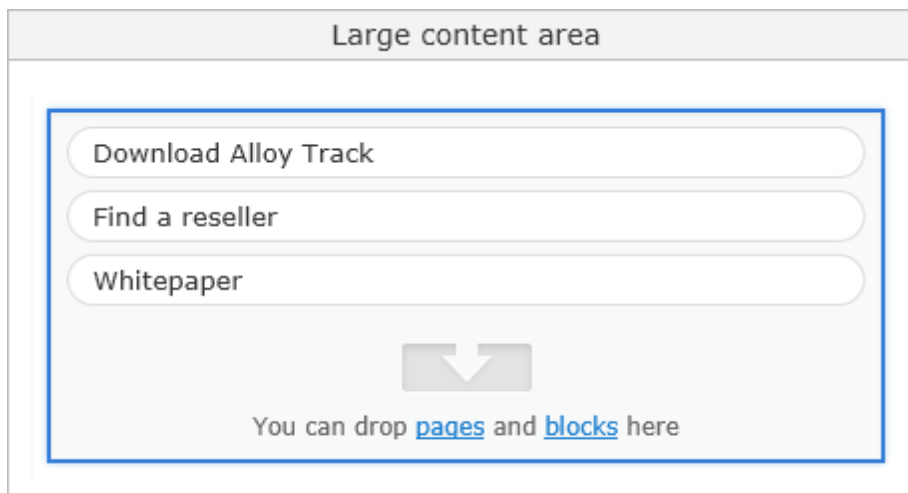 Large content area
Download Alloy Track
Find a reseller
Whitepaper
You can drop pages and blocks here